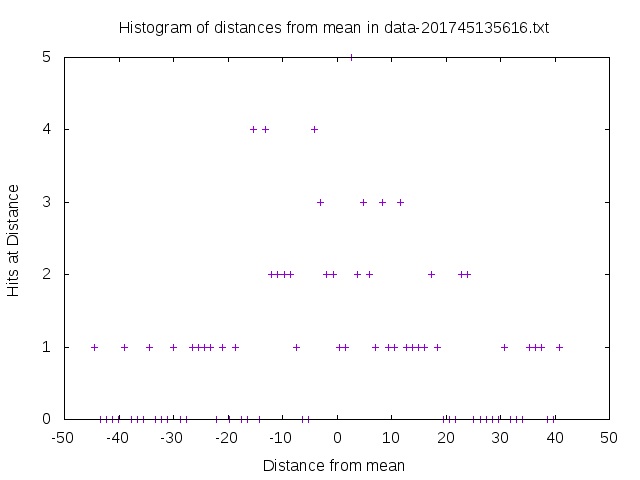 Histogram of distances from mean in data-201745135616.txt
5
4
3
2
1
0
Hits at Distance
-50 -40 -30 -20 -10 0 10 20 30 40 50
Distance from mean